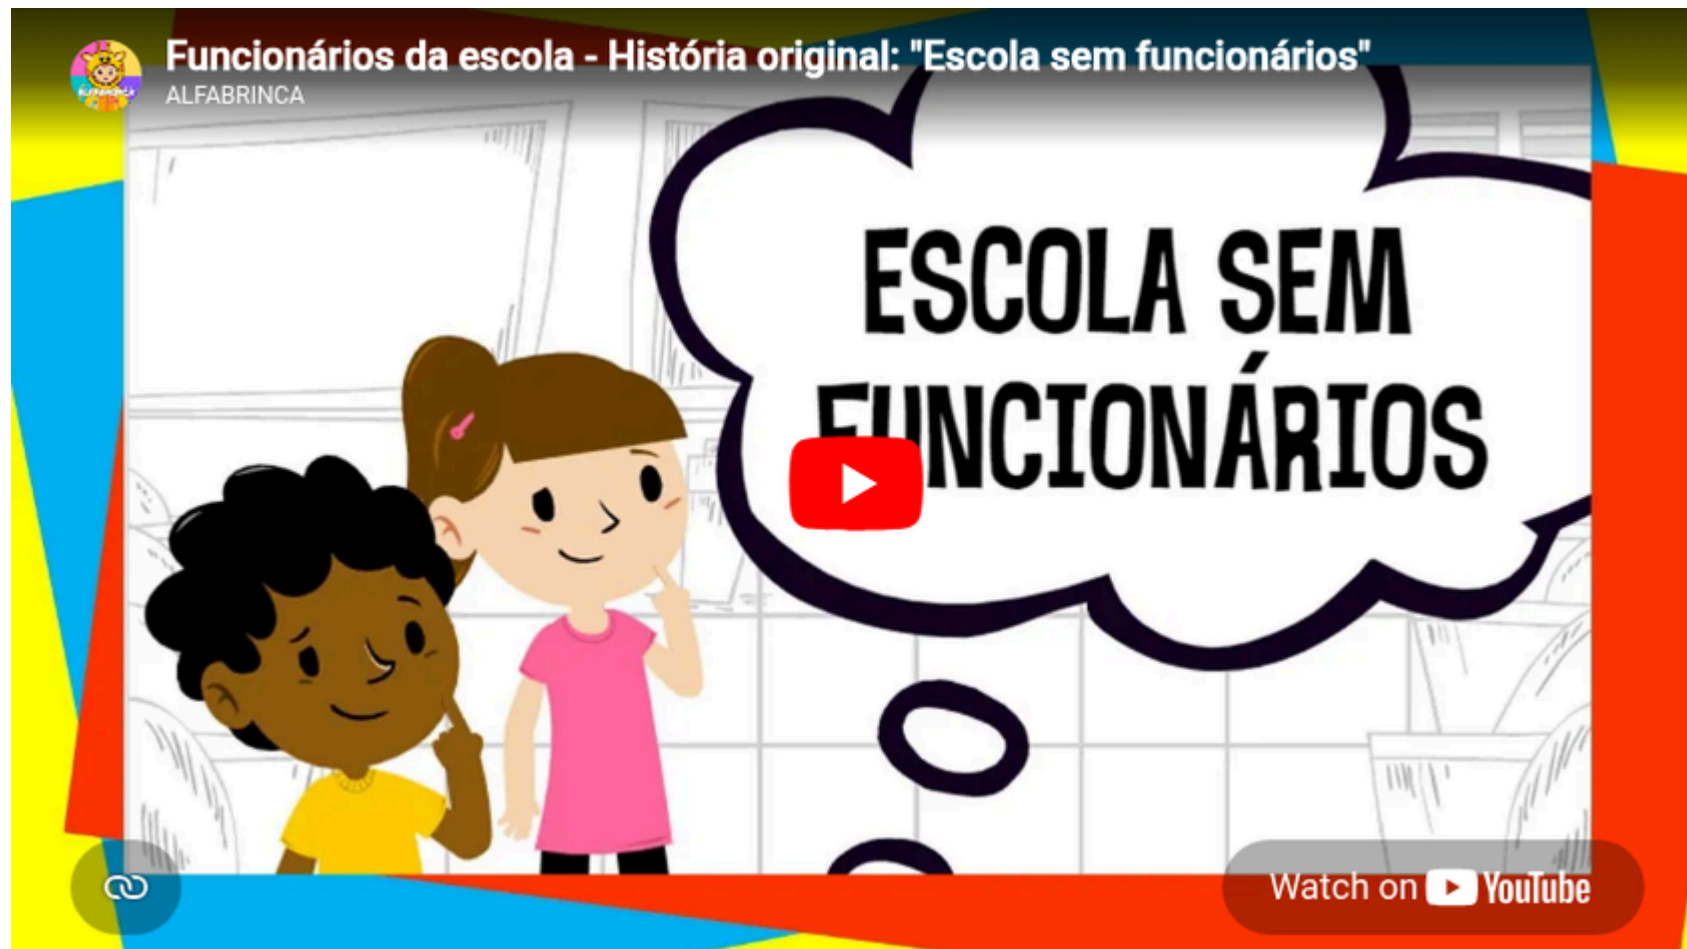 Funcionários da escola - História original: "Escola sem funcionários"
ALFABRINCA
ESCOLA SEM
FUNCIONÁRIOS
Watch on YouTube